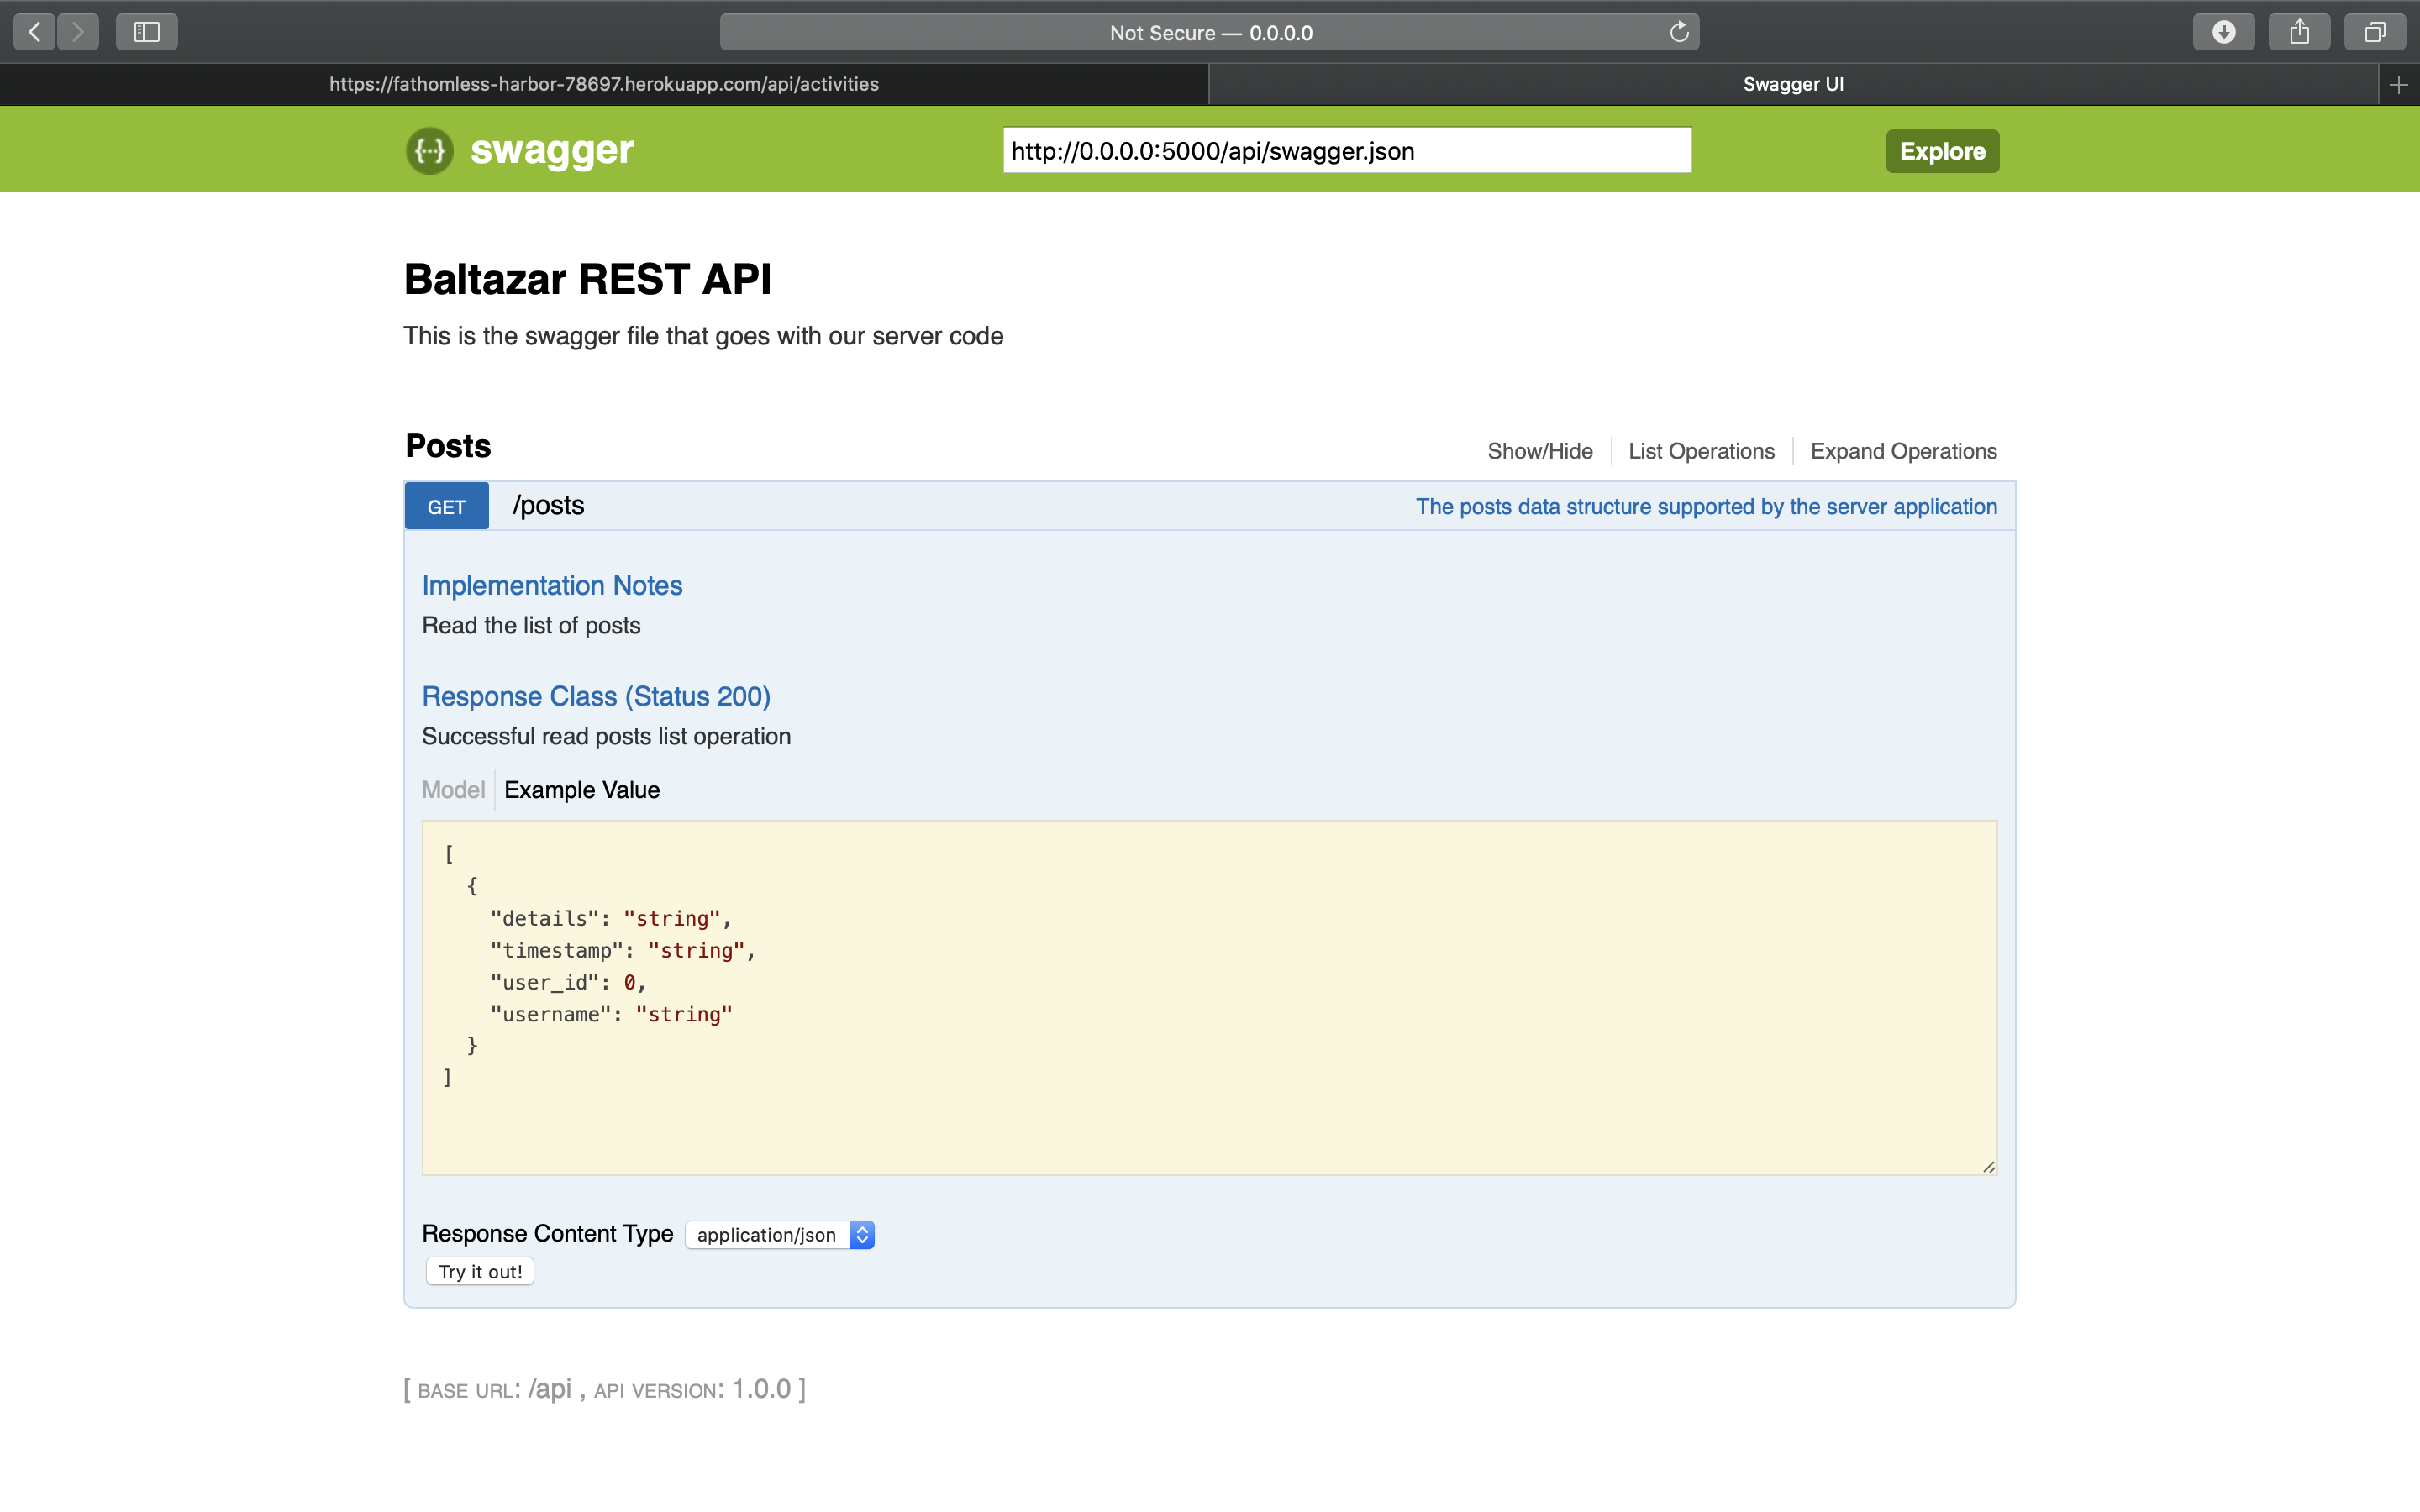 Not Secure — 0.0.0.0
https://fathomless-harbor-78697.herokuapp.com/api/activities
Swagger UI
{···} swagger
http://0.0.0.0:5000/api/swagger.json
Explore
Baltazar REST API
This is the swagger file that goes with our server code
Posts
Show/Hide
List Operations
Expand Operations
GET
/posts
The posts data structure supported by the server application
Implementation Notes
Read the list of posts
Response Class (Status 200)
Successful read posts list operation
Model
Example Value
[
  {
    "details": "string",
    "timestamp": "string",
    "user_id": 0,
    "username": "string"
  }
]
Response Content Type
application/json
Try it out!
[ BASE URL: /api , API VERSION: 1.0.0 ]